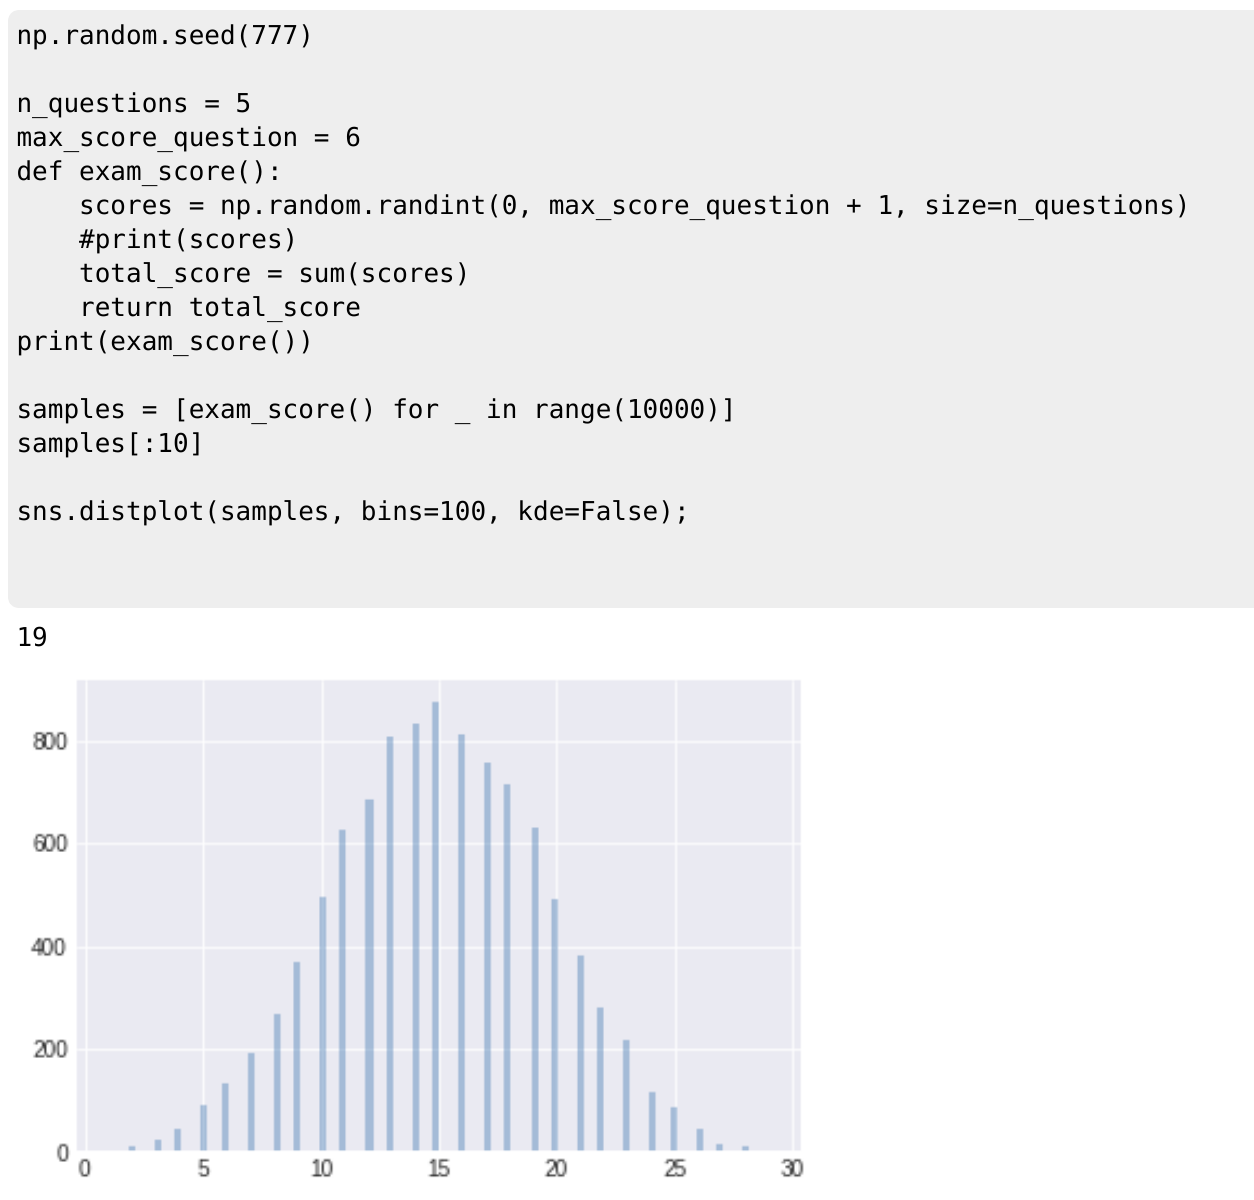 np.random.seed(777)
n_questions = 5
max_score_question = 6
def exam_score():
    scores = np.random.randint(0, max_score_question + 1, size=n_questions)
    #print(scores)
    total_score = sum(scores)
    return total_score
print(exam_score())
samples = [exam_score() for _ in range(10000)]
samples[:10]
sns.distplot(samples, bins=100, kde=False);
19
800
600
400
200
0
0 5 10 15 20 25 30